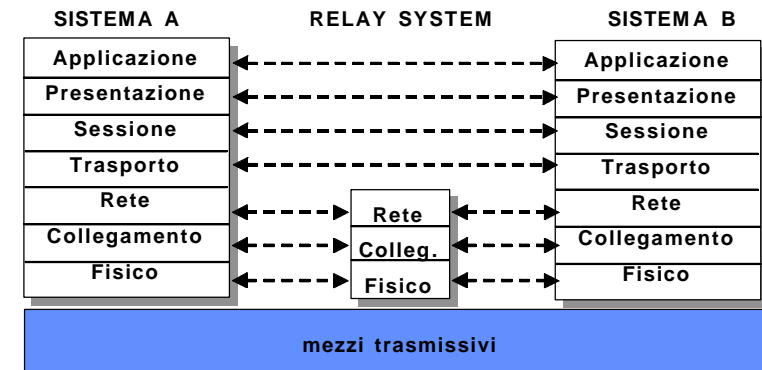 SISTEMA A
RELAY SYSTEM
SISTEMA B
Applicazione
Presentazione
Sessione
Trasporto
Rete
Collegamento
Fisico
Rete
Colleg.
Fisico
Applicazione
Presentazione
Sessione
Trasporto
Rete
Collegamento
Fisico
mezzi trasmissivi